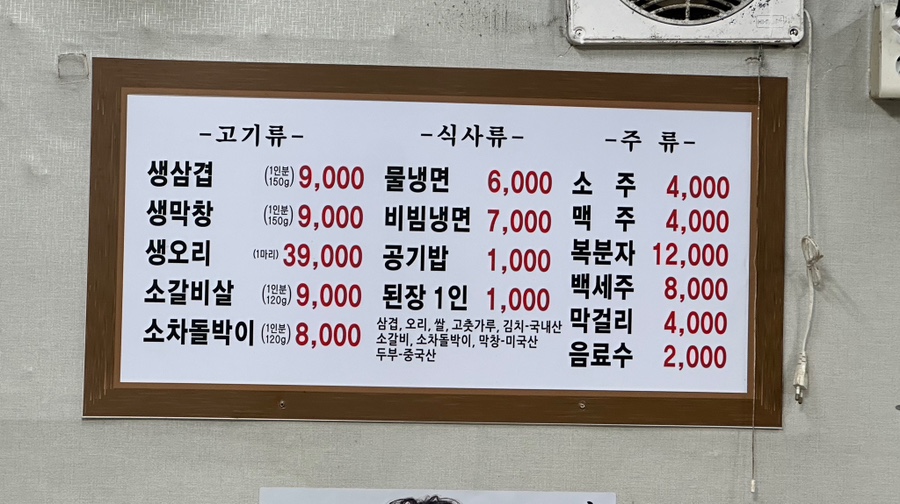 -고기류-
생삼겹 (1인분 150g) 9,000
생막창 (1인분 150g) 9,000
생오리 (1마리) 39,000
소갈비살 (1인분 120g) 9,000
소차돌박이 (1인분 120g) 8,000
-식사류-
물냉면 6,000
비빔냉면 7,000
공기밥 1,000
된장 1인 1,000
삼겹, 오리, 쌀, 고춧가루, 김치-국내산
소갈비, 소차돌박이, 막창-미국산
두부-중국산
-주 류-
소 주 4,000
맥 주 4,000
복분자 12,000
백세주 8,000
막걸리 4,000
음료수 2,000